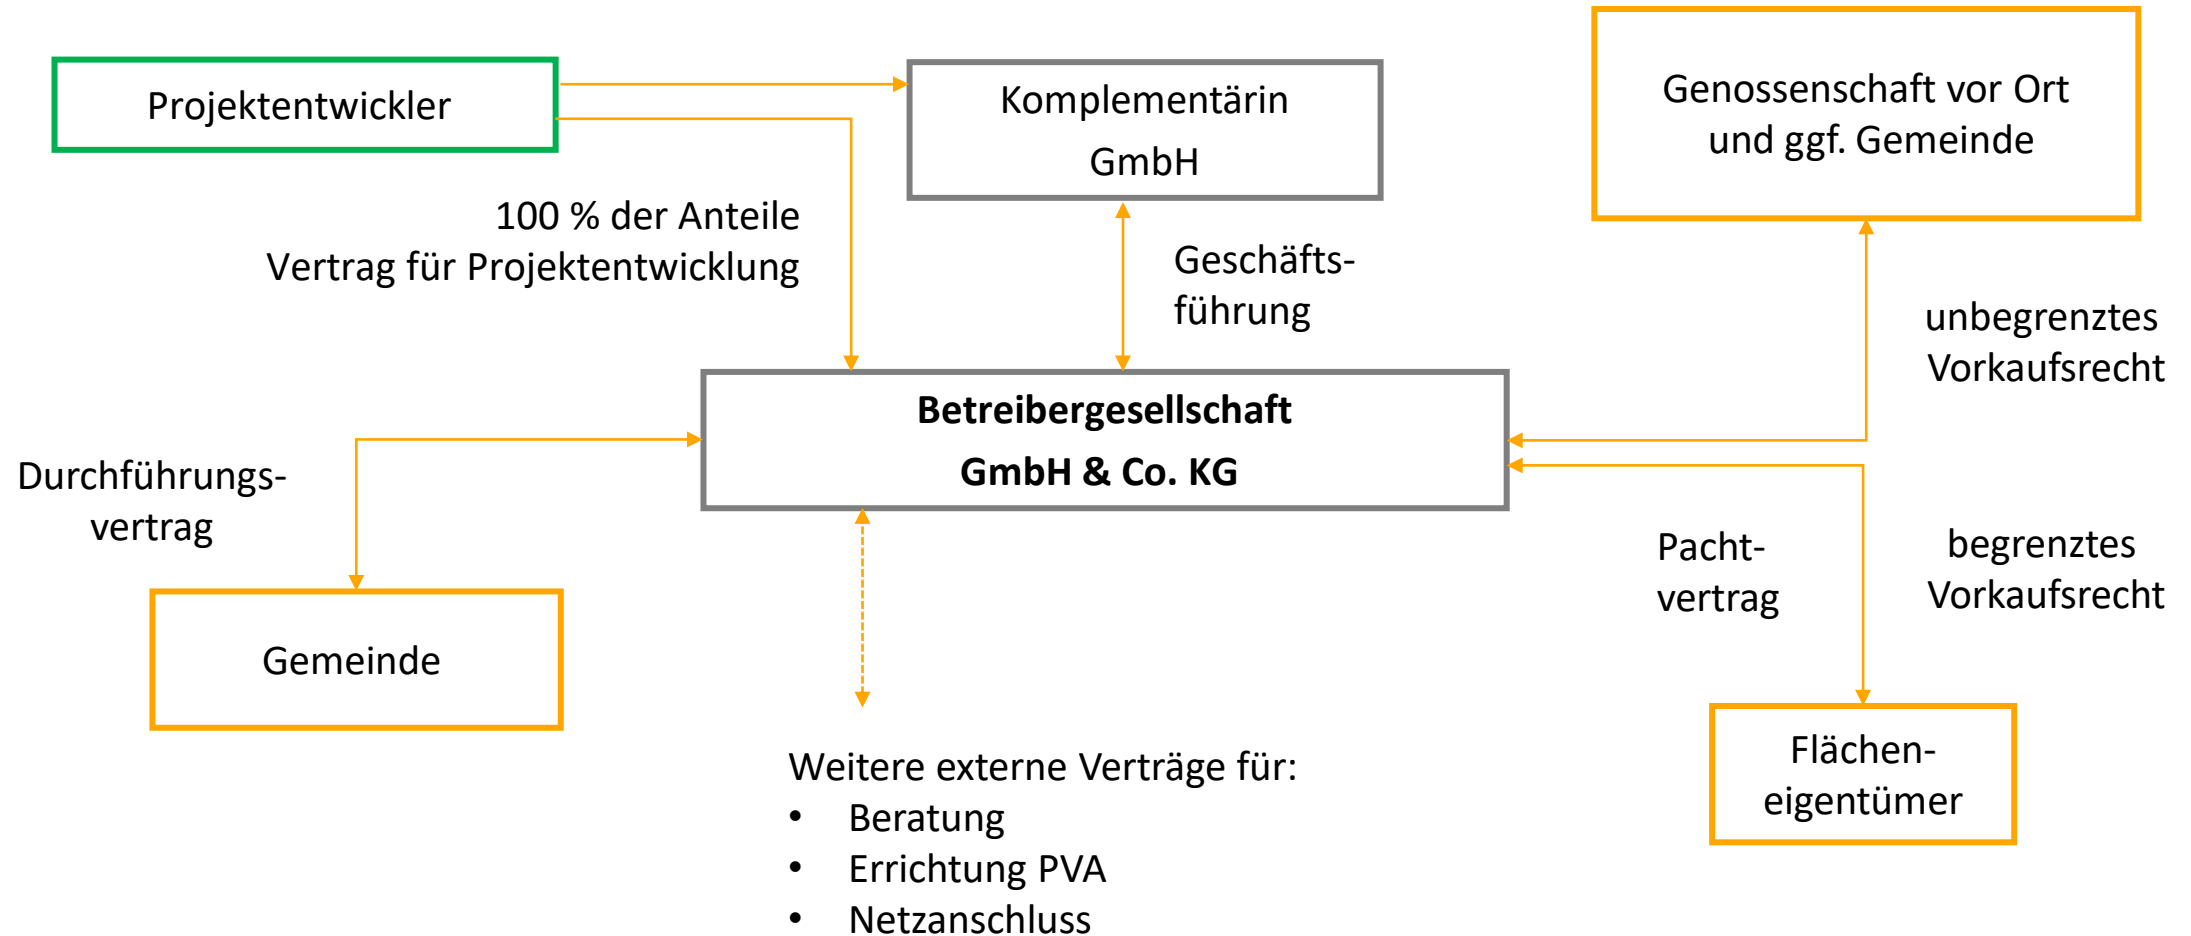 Projektentwickler
Komplementärin
GmbH
Genossenschaft vor Ort
und ggf. Gemeinde
100 % der Anteile
Vertrag für Projektentwicklung
Geschäfts-
führung
unbegrenztes
Vorkaufsrecht
Betreibergesellschaft
GmbH & Co. KG
Durchführungs-
vertrag
Pacht-
vertrag
begrenztes
Vorkaufsrecht
Gemeinde
Flächen-
eigentümer
Weitere externe Verträge für:
• Beratung
• Errichtung PVA
• Netzanschluss